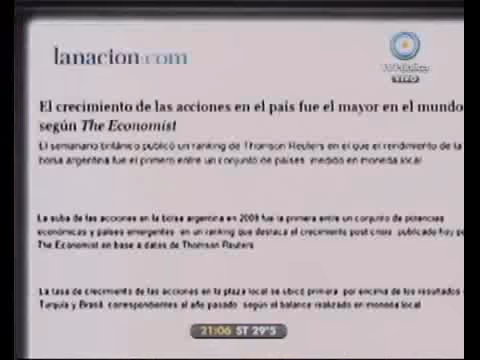 lanacion.com
TV Pública
VIVO
El crecimiento de las acciones en el país fue el mayor en el mundo
según The Economist
El semanario británico publicó un ranking de Thomson Reuters en el que el rendimiento de la
bolsa argentina fue el primero entre un conjunto de países medido en moneda local
La suba de las acciones en la bolsa argentina en 2009 fue la primera entre un conjunto de potencias
económicas y países emergentes en un ranking que destaca el crecimiento post crisis publicado hoy
The Economist en base a datos de Thomson Reuters
La tasa de crecimiento de las acciones en la plaza local se ubicó primera por encima de los resultados
Turquía y Brasil correspondientes al año pasado según el balance realizado en moneda local
21:06 ST 29°5